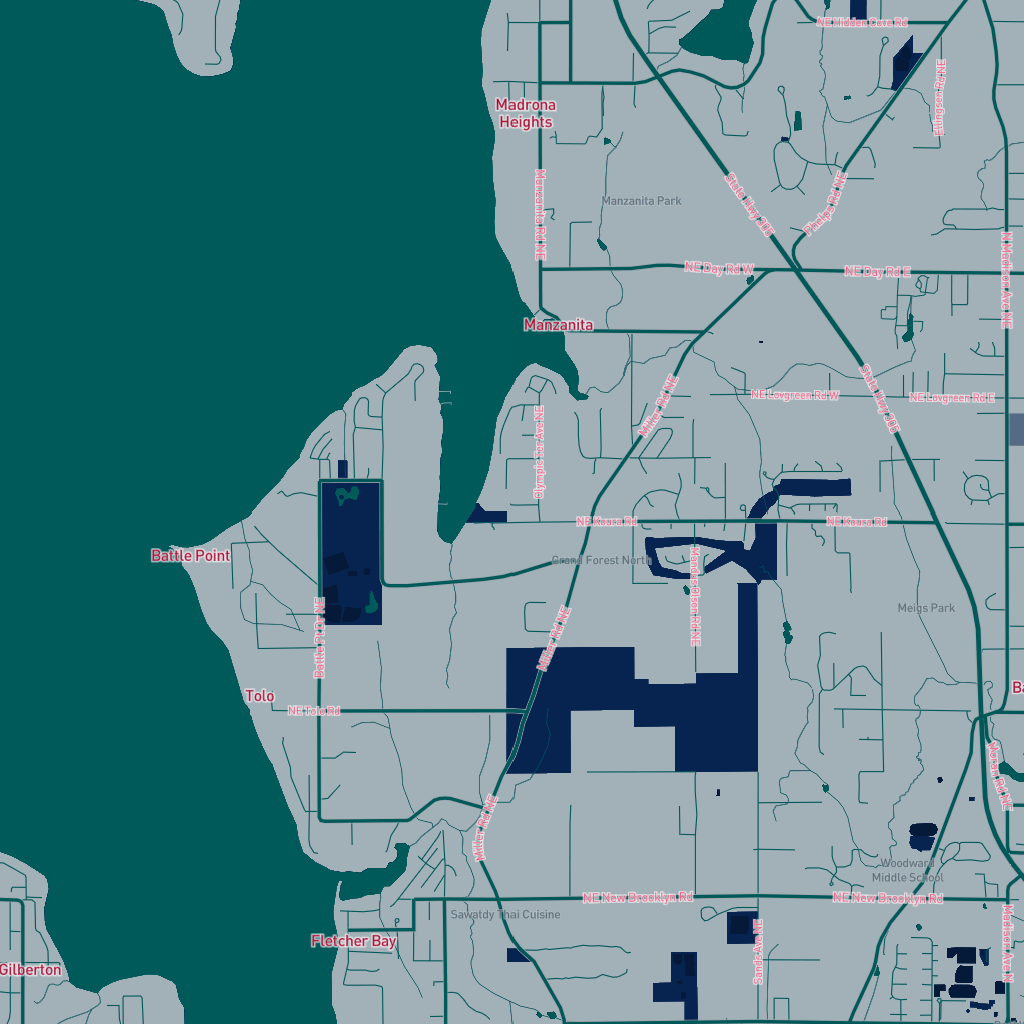 NE Hidden Cove Rd
Ellingsen Rd NE
Madrona
Heights
Manzanita Rd NE
State Hwy 305
Phelps Rd NE
Manzanita Park
N Madison Ave NE
NE Day Rd W
NE Day Rd E
Manzanita
Miller Rd NE
State Hwy 305
NE Lovgreen Rd W
NE Lovgreen Rd E
Olympic Ter Ave NE
NE Koura Rd
NE Koura Rd
Battle Point
Grand Forest North
Mandus Olson Rd NE
Meigs Park
Battle Pt Dr NE
Miller Rd NE
Tolo
Ba
NE Tolo Rd
Moran Rd NE
Miller Rd NE
Woodward
Middle School
NE New Brooklyn Rd
NE New Brooklyn Rd
Sawatdy Thai Cuisine
Fletcher Bay
Sands Ave NE
Madison Ave N
Gilberton